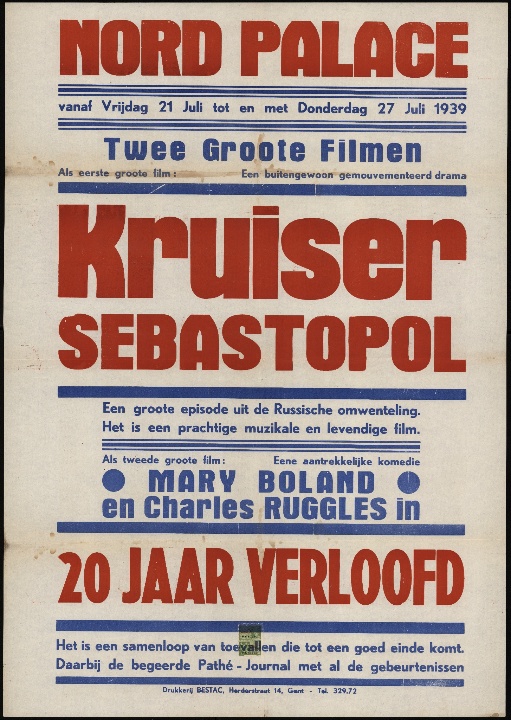 NORD PALACE
vanaf Vrijdag 21 Juli tot en met Donderdag 27 Juli 1939
Twee Groote Filmen
Als eerste groote film: Een buitengewoon gemouvementeerd drama
Kruiser
SEBASTOPOL
Een groote episode uit de Russische omwenteling.
Het is een prachtige muzikale en levendige film.
Als tweede groote film: Eene aantrekkelijke komedie
MARY BOLAND
en Charles RUGGLES in
20 JAAR VERLOOFD
Het is een samenloop van toevallen die tot een goed einde komt.
Daarbij de begeerde Pathé-Journal met al de gebeurtenissen
Drukkerij BESTAC, Herderstraat 14, Gent - Tel. 329.72